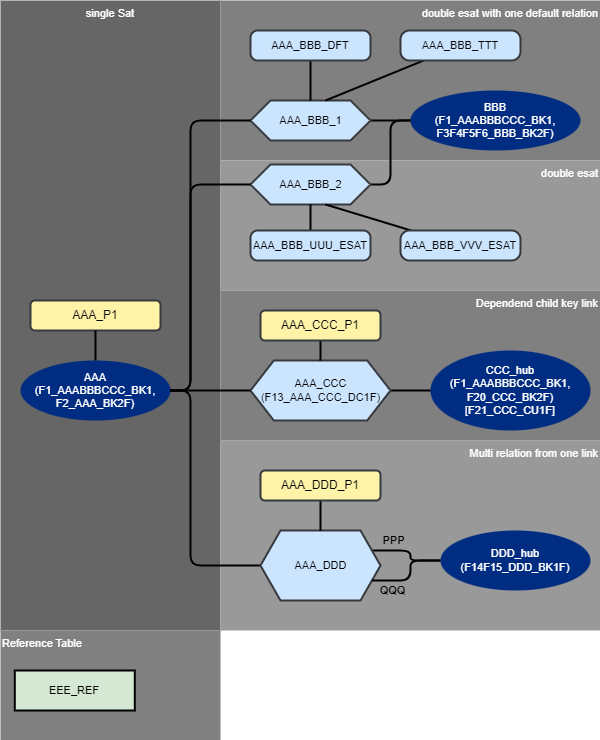 single Sat
double esat with one default relation
AAA_BBB_DFT
AAA_BBB_TTT
AAA_BBB_1
BBB
(F1_AAABBBCCC_BK1,
F3F4F5F6_BBB_BK2F)
double esat
AAA_BBB_2
AAA_BBB_UUU_ESAT
AAA_BBB_VVV_ESAT
Dependend child key link
AAA_P1
AAA_CCC_P1
AAA
(F1_AAABBBCCC_BK1,
F2_AAA_BK2F)
AAA_CCC
(F13_AAA_CCC_DC1F)
CCC_hub
(F1_AAABBBCCC_BK1,
F20_CCC_BK2F)
[F21_CCC_CU1F]
Multi relation from one link
AAA_DDD_P1
AAA_DDD
PPP
QQQ
DDD_hub
(F14F15_DDD_BK1F)
Reference Table
EEE_REF